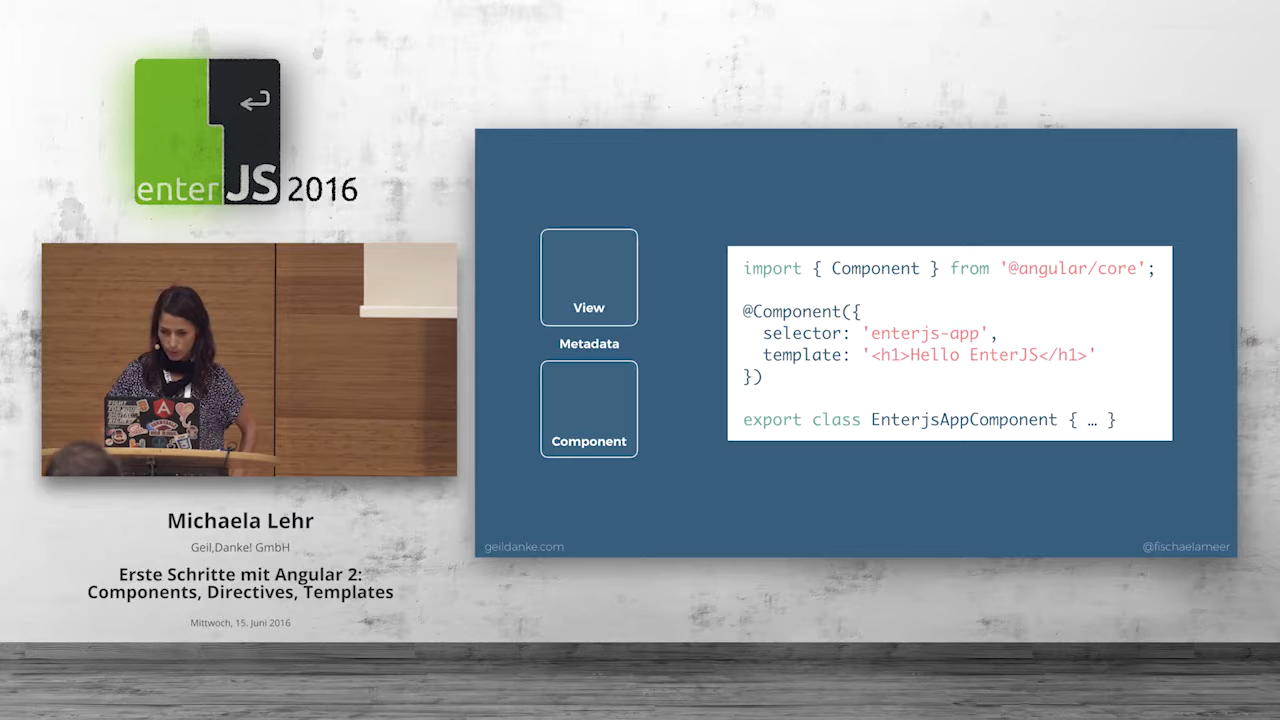 enterJS 2016
Michaela Lehr
Geil,Danke! GmbH
Erste Schritte mit Angular 2:
Components, Directives, Templates
Mittwoch, 15. Juni 2016
View
Metadata
Component
import { Component } from '@angular/core';
@Component({
selector: 'enterjs-app',
template: '<h1>Hello EnterJS</h1>'
})
export class EnterjsAppComponent { … }
geildanke.com
@fischaelameer